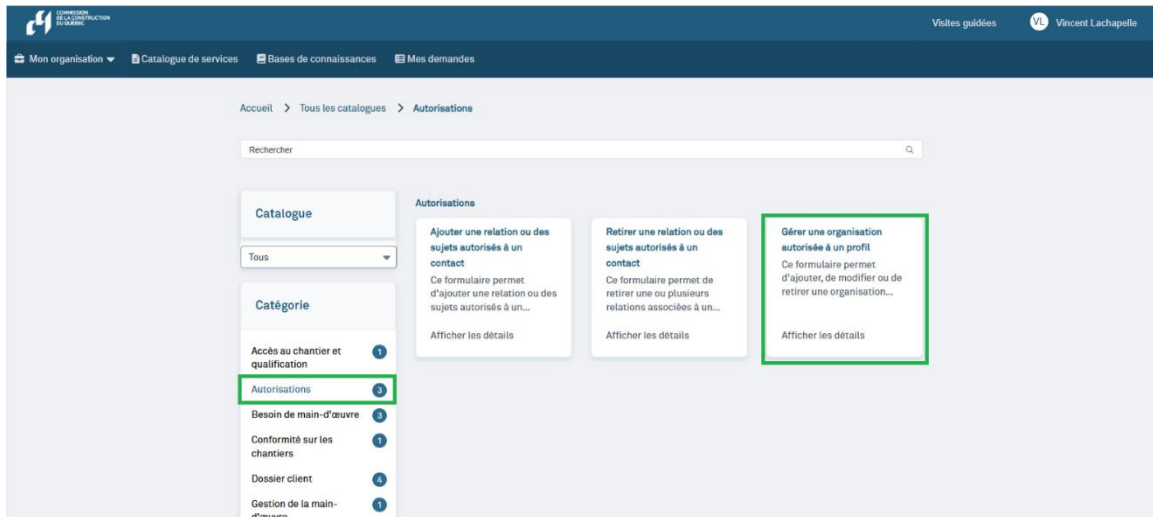 COMMISSION
DE LA CONSTRUCTION
DU QUÉBEC
Visites guidées
VL Vincent Lachapelle
Mon organisation
Catalogue de services
Bases de connaissances
Mes demandes
Accueil > Tous les catalogues > Autorisations
Rechercher
Catalogue
Tous
Catégorie
Accès au chantier et
qualification
1
Autorisations 3
Besoin de main-d'œuvre 3
Conformité sur les
chantiers
1
Dossier client 4
Gestion de la main-
d'œuvre
1
Autorisations
Ajouter une relation ou des
sujets autorisés à un
contact
Ce formulaire permet
d'ajouter une relation ou des
sujets autorisés à un...
Afficher les détails
Retirer une relation ou des
sujets autorisés à un
contact
Ce formulaire permet de
retirer une ou plusieurs
relations associées à un...
Afficher les détails
Gérer une organisation
autorisée à un profil
Ce formulaire permet
d'ajouter, de modifier ou de
retirer une organisation...
Afficher les détails